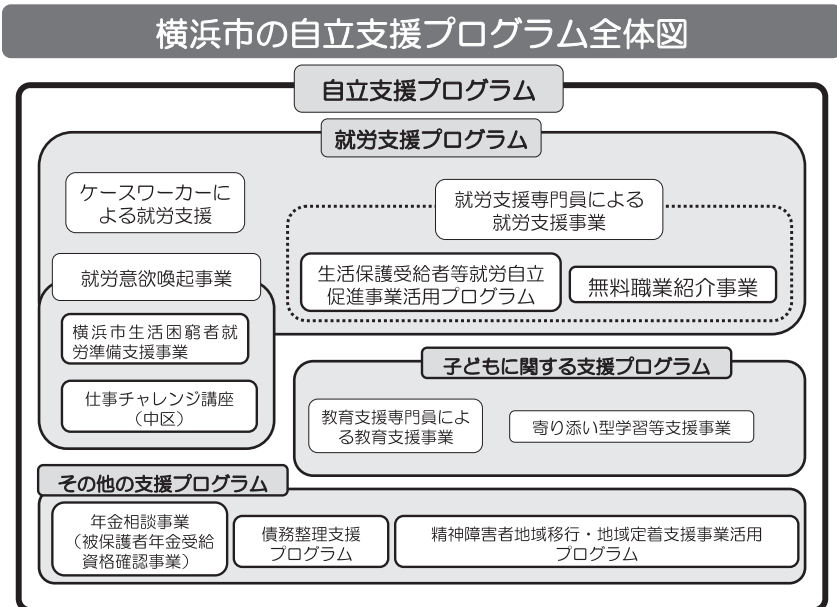 横浜市の自立支援プログラム全体図
自立支援プログラム
就労支援プログラム
ケースワーカーに
よる就労支援
就労支援専門員による
就労支援事業
生活保護受給者等就労自立
促進事業活用プログラム
無料職業紹介事業
就労意欲喚起事業
横浜市生活困窮者就
労準備支援事業
仕事チャレンジ講座
（中区）
子どもに関する支援プログラム
教育支援専門員によ
る教育支援事業
寄り添い型学習等支援事業
その他の支援プログラム
年金相談事業
（被保護者年金受給
資格確認事業）
債務整理支援
プログラム
精神障害者地域移行・地域定着支援事業活用
プログラム